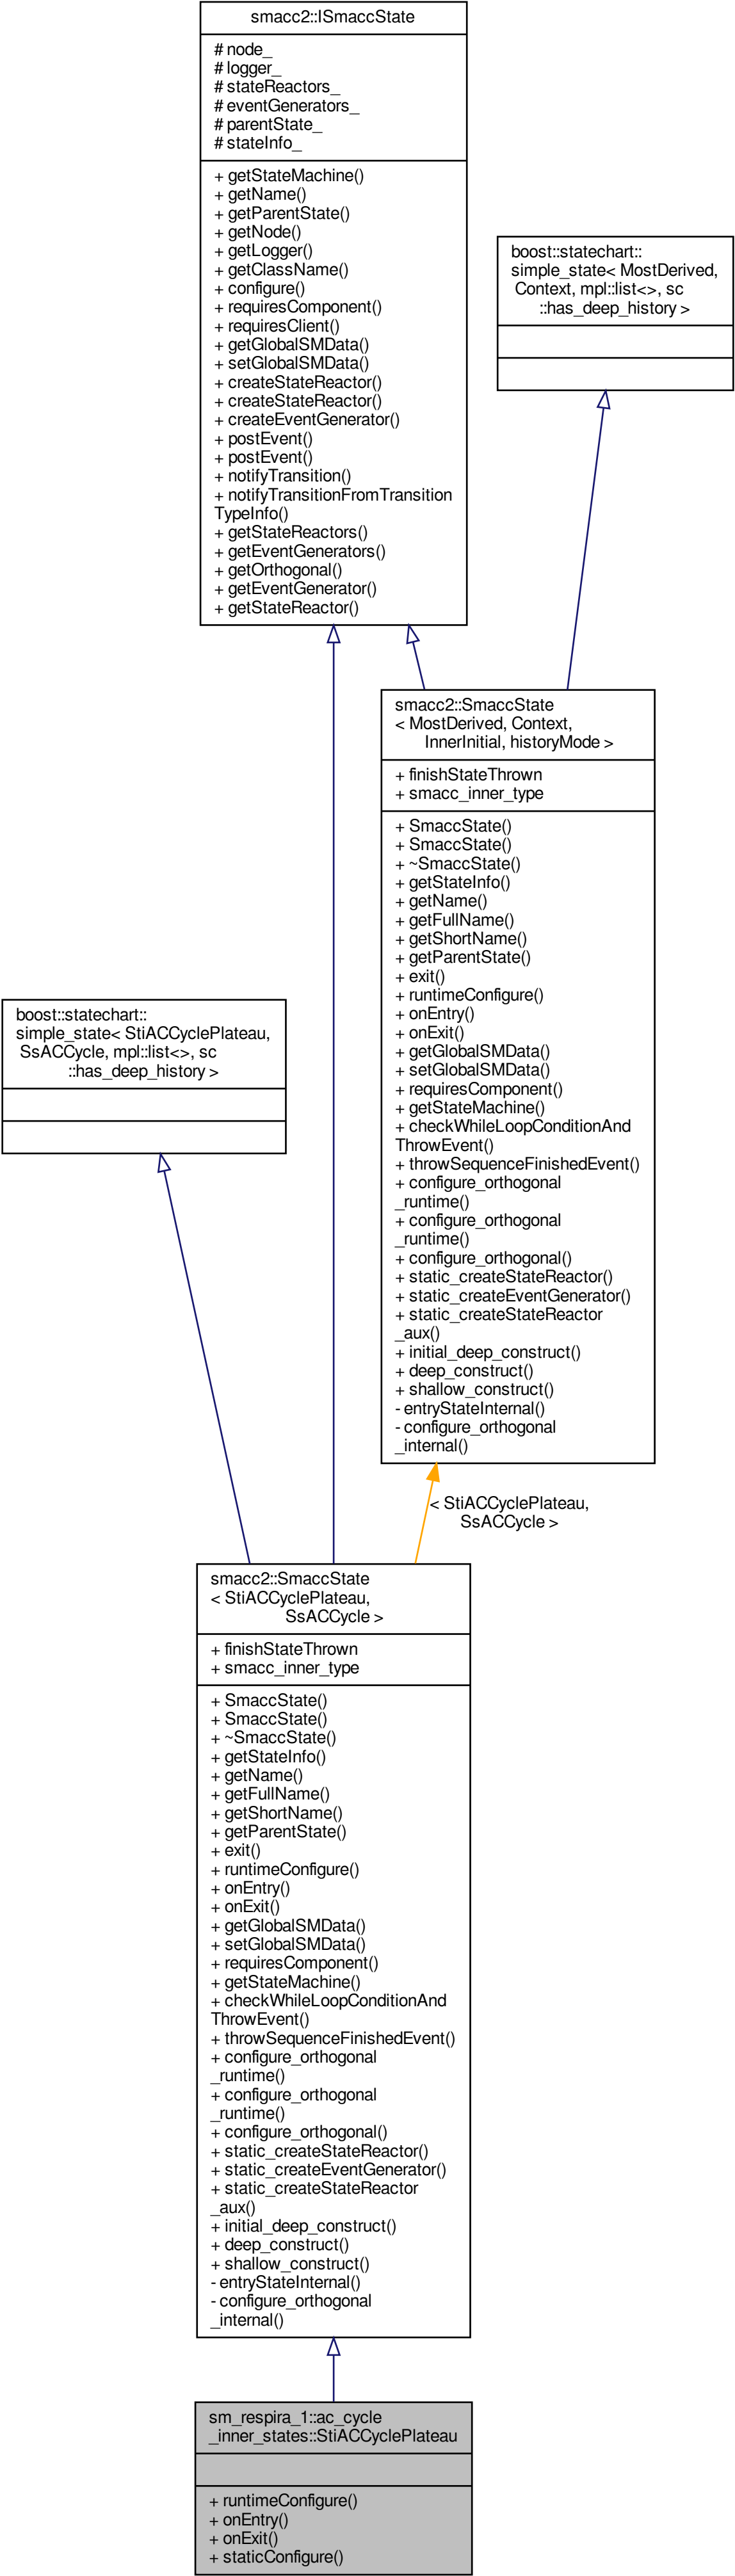 smacc2::ISmaccState
# node_
# logger_
# stateReactors_
# eventGenerators_
# parentState_
# stateInfo_
+ getStateMachine()
+ getName()
+ getParentState()
+ getNode()
+ getLogger()
+ getClassName()
+ configure()
+ requiresComponent()
+ requiresClient()
+ getGlobalSMData()
+ setGlobalSMData()
+ createStateReactor()
+ createStateReactor()
+ createEventGenerator()
+ postEvent()
+ postEvent()
+ notifyTransition()
+ notifyTransitionFromTransition
TypeInfo()
+ getStateReactors()
+ getEventGenerators()
+ getOrthogonal()
+ getEventGenerator()
+ getStateReactor()
boost::statechart::
simple_state< MostDerived,
Context, mpl::list<>, sc
::has_deep_history >
smacc2::SmaccState
< MostDerived, Context,
InnerInitial, historyMode >
+ finishStateThrown
+ smacc_inner_type
+ SmaccState()
+ SmaccState()
+ ~SmaccState()
+ getStateInfo()
+ getName()
+ getFullName()
+ getShortName()
+ getParentState()
+ exit()
+ runtimeConfigure()
+ onEntry()
+ onExit()
+ getGlobalSMData()
+ setGlobalSMData()
+ requiresComponent()
+ getStateMachine()
+ checkWhileLoopConditionAnd
ThrowEvent()
+ throwSequenceFinishedEvent()
+ configure_orthogonal
_runtime()
+ configure_orthogonal
_runtime()
+ configure_orthogonal()
+ static_createStateReactor()
+ static_createEventGenerator()
+ static_createStateReactor
_aux()
+ initial_deep_construct()
+ deep_construct()
+ shallow_construct()
- entryStateInternal()
- configure_orthogonal
_internal()
boost::statechart::
simple_state< StiACCyclePlateau,
SsACCycle, mpl::list<>, sc
::has_deep_history >
< StiACCyclePlateau,
SsACCycle >
smacc2::SmaccState
< StiACCyclePlateau,
SsACCycle >
+ finishStateThrown
+ smacc_inner_type
+ SmaccState()
+ SmaccState()
+ ~SmaccState()
+ getStateInfo()
+ getName()
+ getFullName()
+ getShortName()
+ getParentState()
+ exit()
+ runtimeConfigure()
+ onEntry()
+ onExit()
+ getGlobalSMData()
+ setGlobalSMData()
+ requiresComponent()
+ getStateMachine()
+ checkWhileLoopConditionAnd
ThrowEvent()
+ throwSequenceFinishedEvent()
+ configure_orthogonal
_runtime()
+ configure_orthogonal
_runtime()
+ configure_orthogonal()
+ static_createStateReactor()
+ static_createEventGenerator()
+ static_createStateReactor
_aux()
+ initial_deep_construct()
+ deep_construct()
+ shallow_construct()
- entryStateInternal()
- configure_orthogonal
_internal()
sm_respira_1::ac_cycle
_inner_states::StiACCyclePlateau
+ runtimeConfigure()
+ onEntry()
+ onExit()
+ staticConfigure()